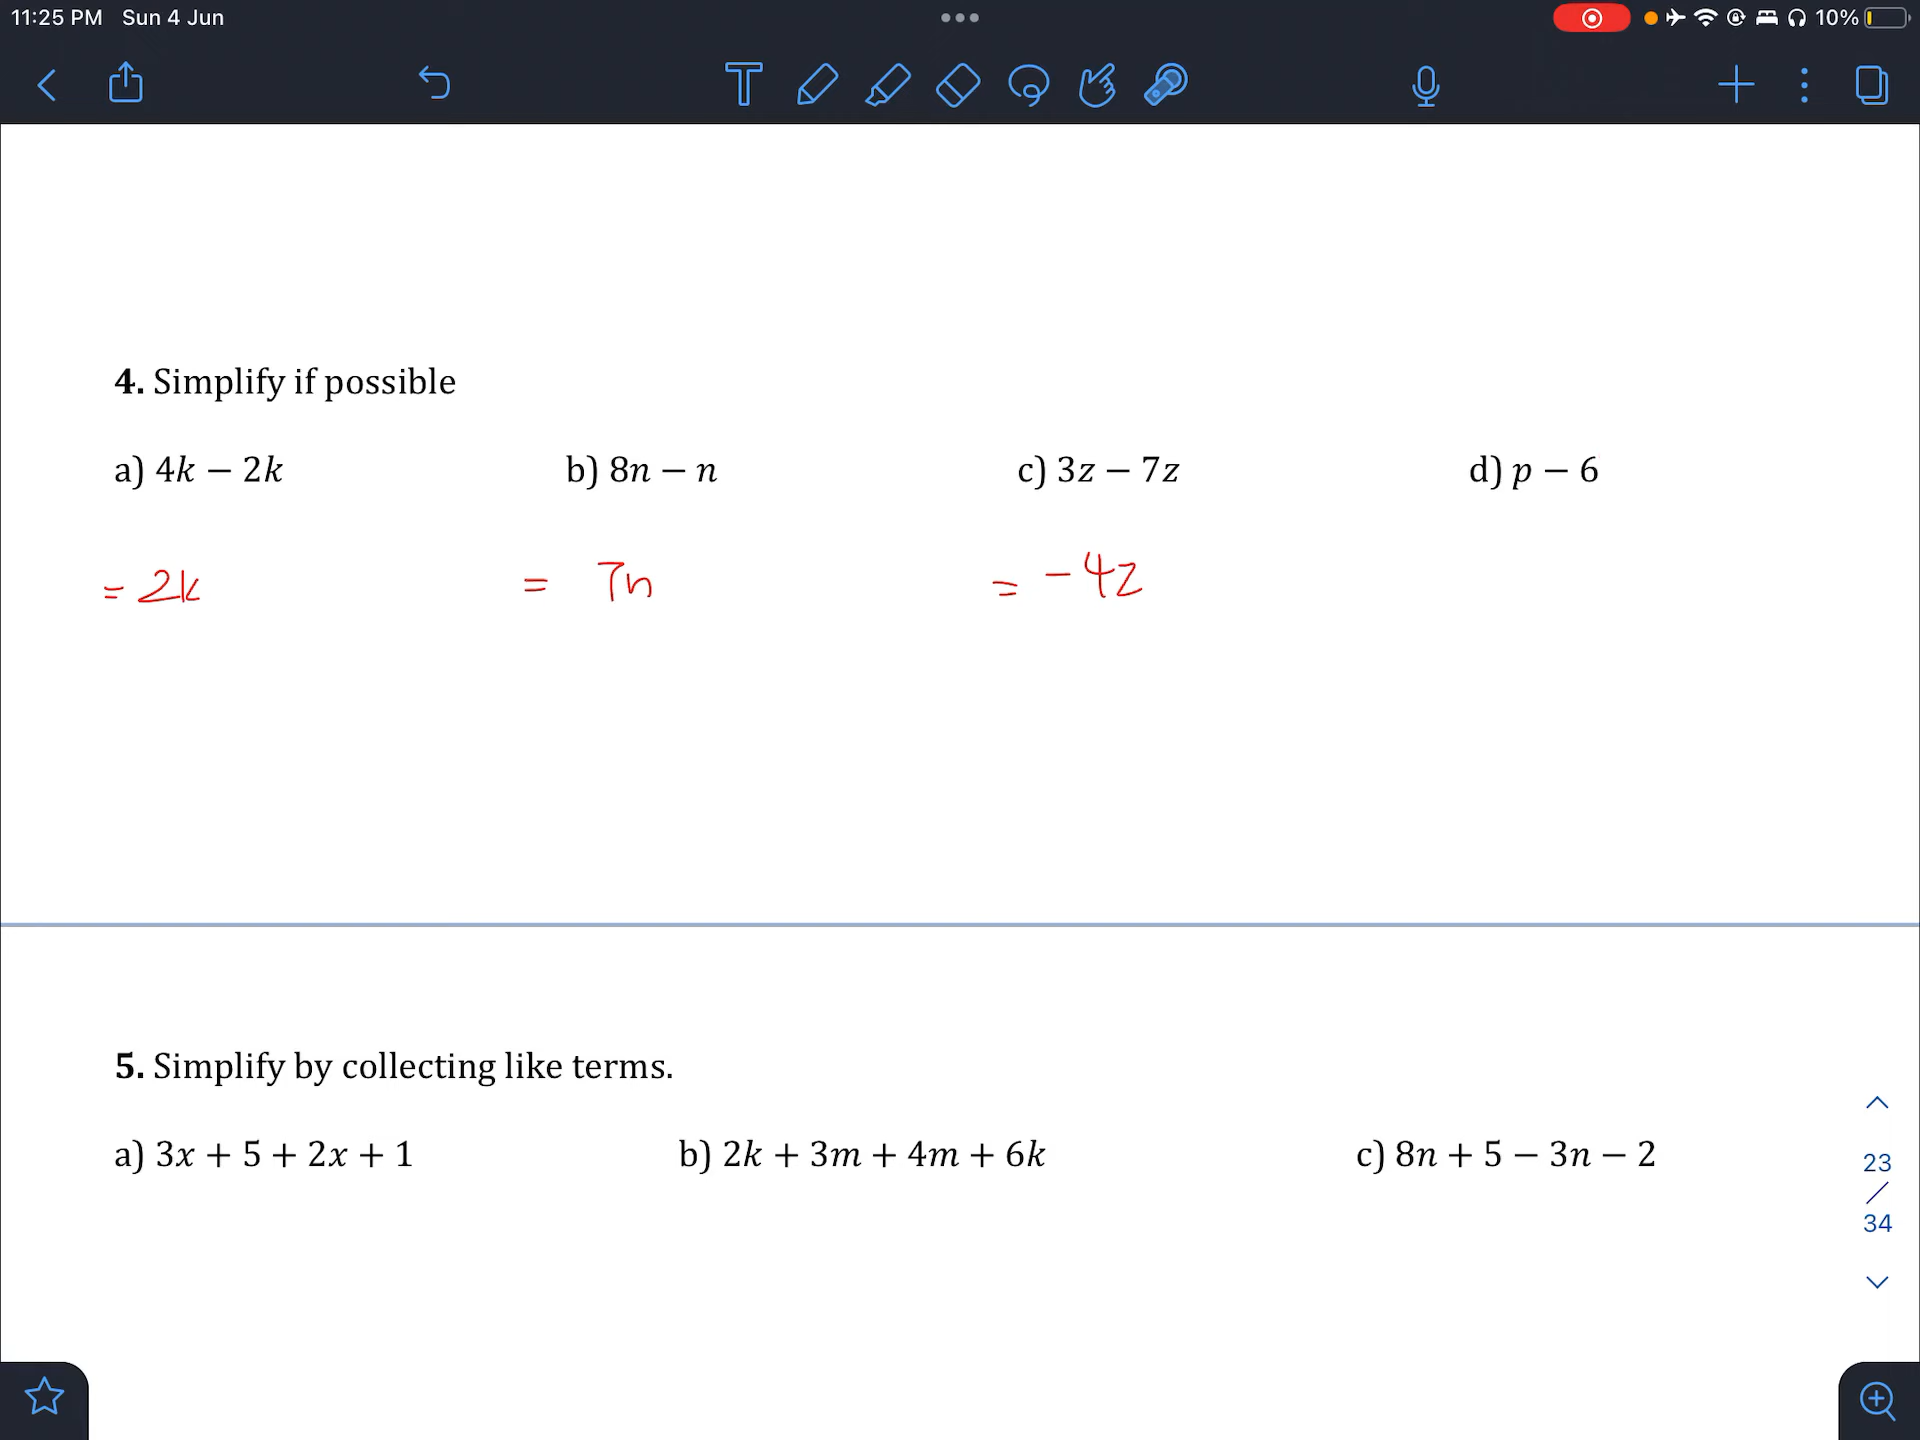 11:25 PM Sun 4 Jun 10%
4. Simplify if possible
a) 4k − 2k b) 8n − n c) 3z − 7z d) p − 6
= 2k = 7n = -4z
5. Simplify by collecting like terms.
a) 3x + 5 + 2x + 1 b) 2k + 3m + 4m + 6k c) 8n + 5 − 3n − 2
23
/
34